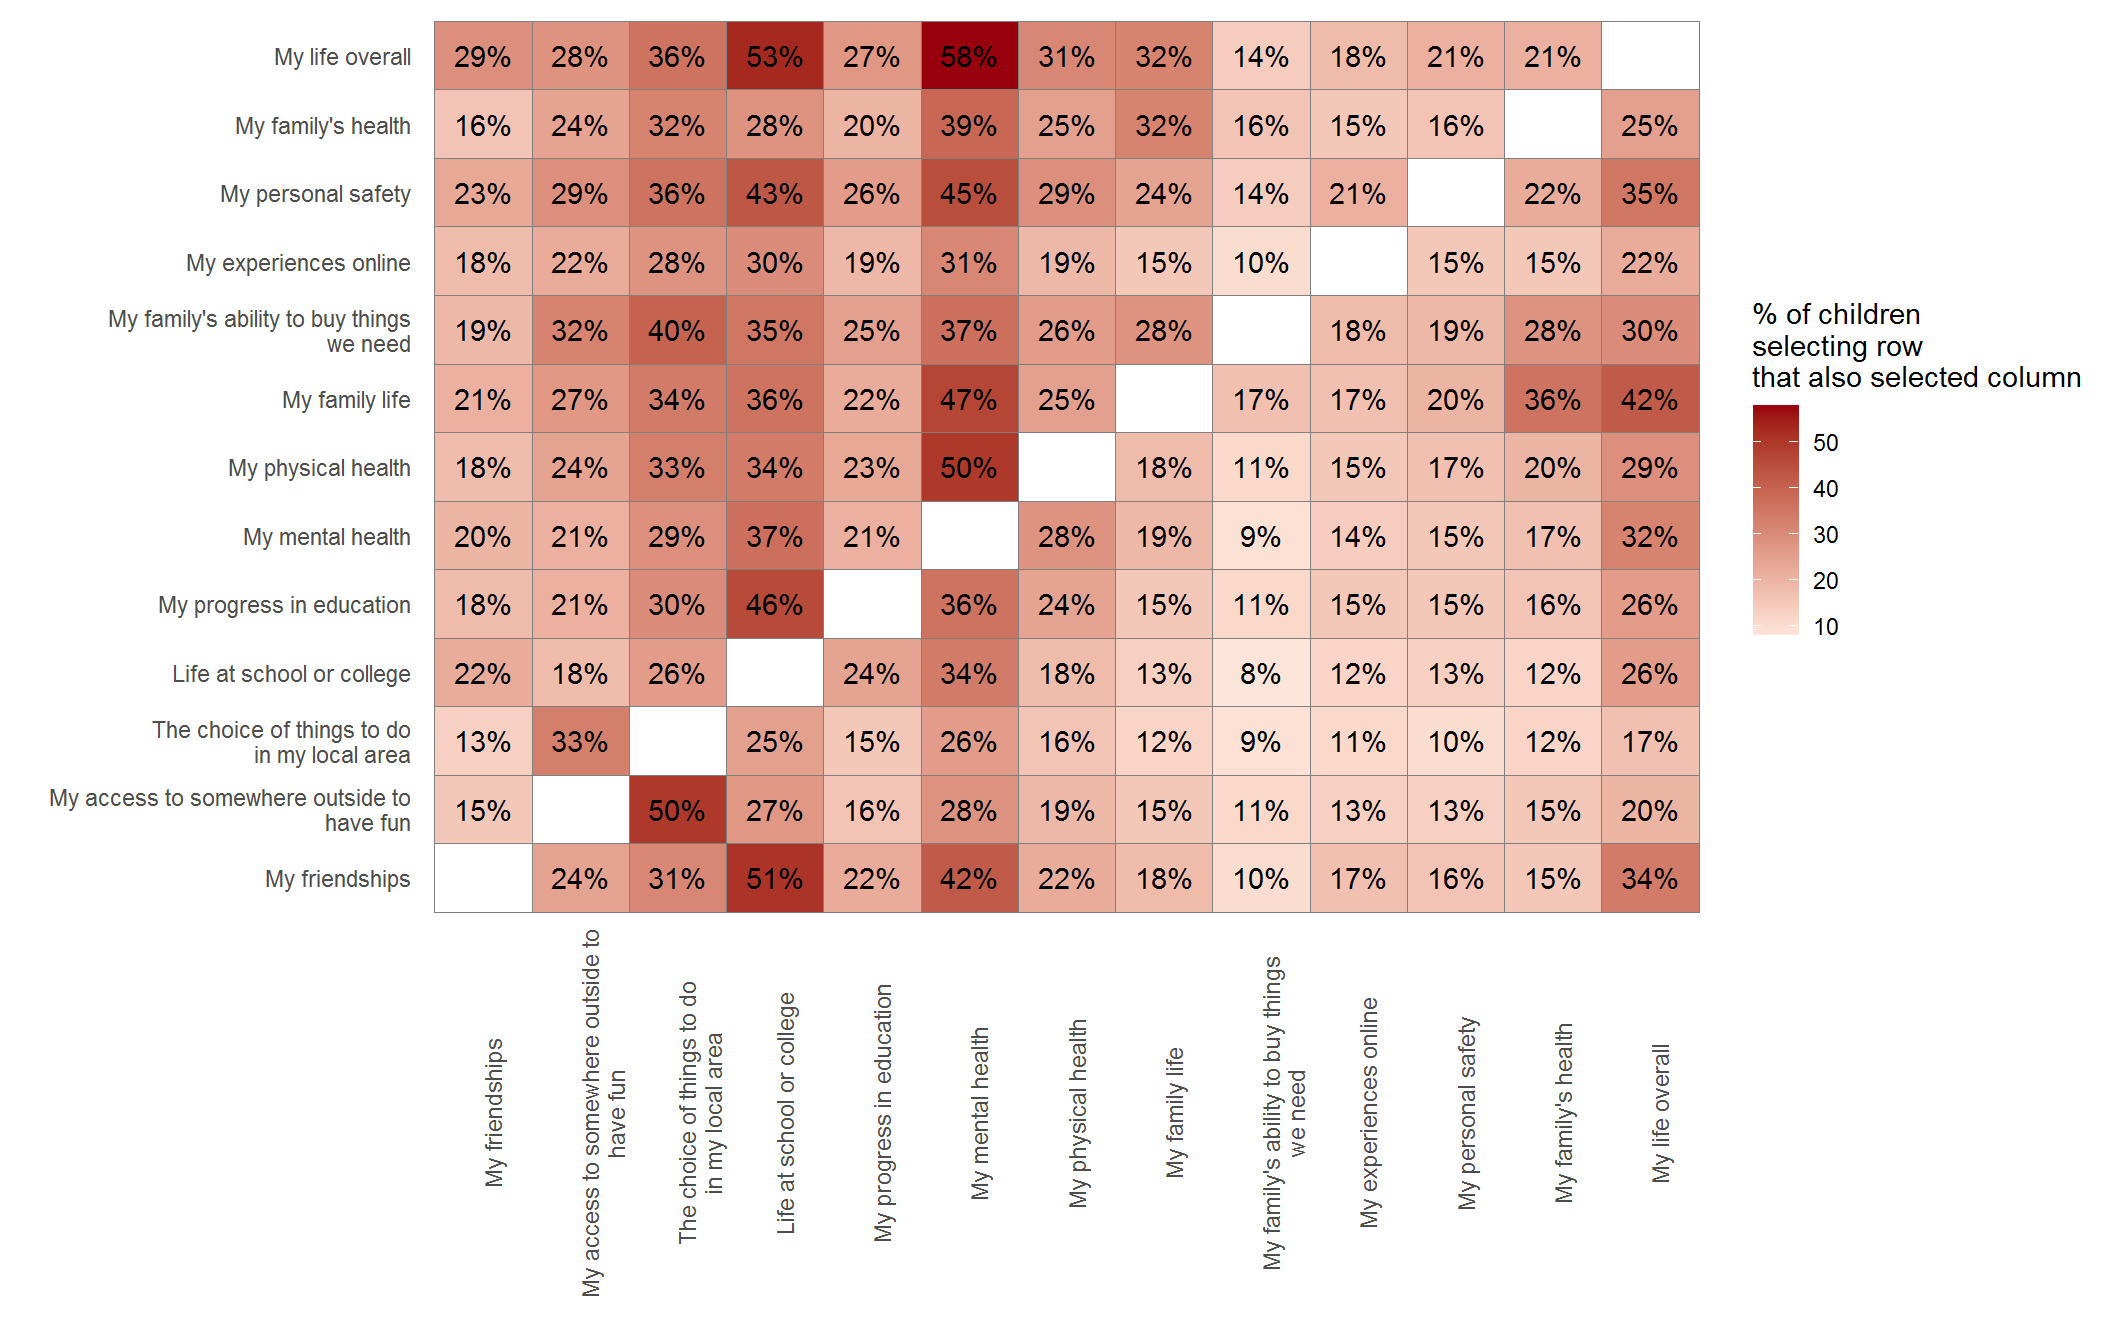 My life overall 29% 28% 36% 53% 27% 58% 31% 32% 14% 18% 21% 21%
My family's health 16% 24% 32% 28% 20% 39% 25% 32% 16% 15% 16% 25%
My personal safety 23% 29% 36% 43% 26% 45% 29% 24% 14% 21% 22% 35%
My experiences online 18% 22% 28% 30% 19% 31% 19% 15% 10% 15% 15% 22%
My family's ability to buy things
we need 19% 32% 40% 35% 25% 37% 26% 28% 18% 19% 28% 30%
My family life 21% 27% 34% 36% 22% 47% 25% 17% 17% 20% 36% 42%
My physical health 18% 24% 33% 34% 23% 50% 18% 11% 15% 17% 20% 29%
My mental health 20% 21% 29% 37% 21% 28% 19% 9% 14% 15% 17% 32%
My progress in education 18% 21% 30% 46% 36% 24% 15% 11% 15% 15% 16% 26%
Life at school or college 22% 18% 26% 24% 34% 18% 13% 8% 12% 13% 12% 26%
The choice of things to do
in my local area 13% 33% 25% 15% 26% 16% 12% 9% 11% 10% 12% 17%
My access to somewhere outside to
have fun 15% 50% 27% 16% 28% 19% 15% 11% 13% 13% 15% 20%
My friendships 24% 31% 51% 22% 42% 22% 18% 10% 17% 16% 15% 34%
My friendships
My access to somewhere outside to
have fun
The choice of things to do
in my local area
Life at school or college
My progress in education
My mental health
My physical health
My family life
My family's ability to buy things
we need
My experiences online
My personal safety
My family's health
My life overall
% of children
selecting row
that also selected column
50
40
30
20
10